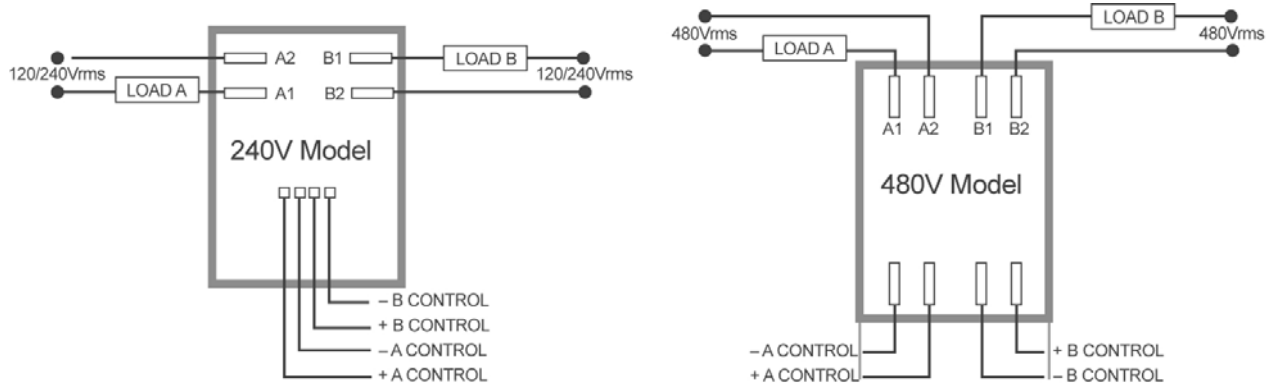 A2 B1 LOAD B
120/240Vrms 120/240Vrms
LOAD A A1 B2
240V Model
– B CONTROL
+ B CONTROL
– A CONTROL
+ A CONTROL
LOAD B
480Vrms 480Vrms
LOAD A
A1 A2 B1 B2
480V Model
– A CONTROL + B CONTROL
+ A CONTROL – B CONTROL